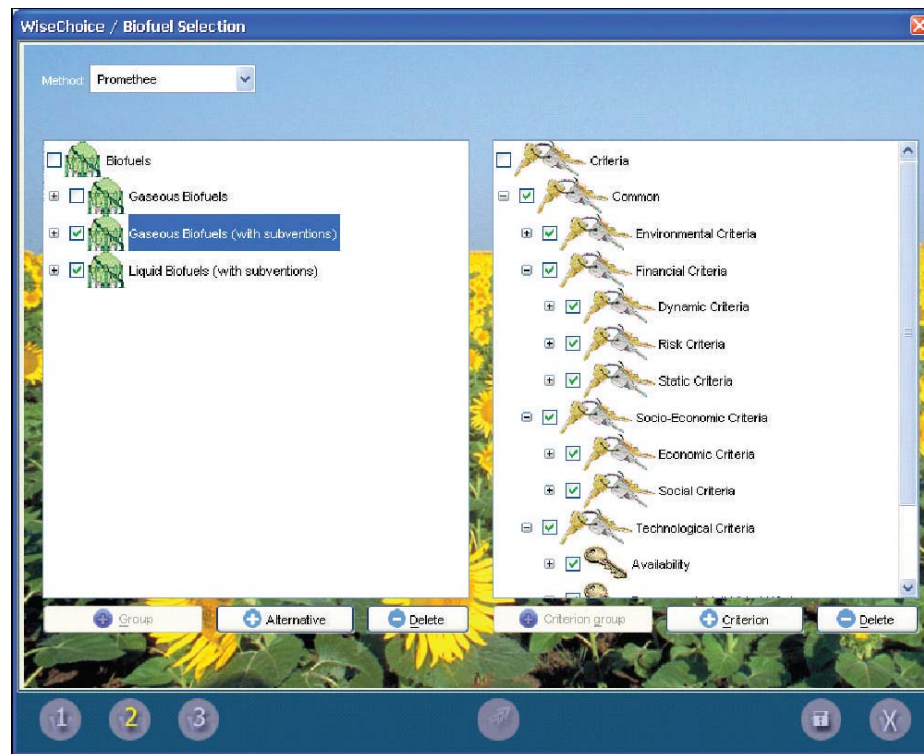 WiseChoice / Biofuel Selection
Method: Promethee
Biofuels
Gaseous Biofuels
Gaseous Biofuels (with subventions)
Liquid Biofuels (with subventions)
Criteria
Common
Environmental Criteria
Financial Criteria
Dynamic Criteria
Risk Criteria
Static Criteria
Socio-Economic Criteria
Economic Criteria
Social Criteria
Technological Criteria
Availability
Group Alternative Delete
Criterion group Criterion Delete
1 2 3 X